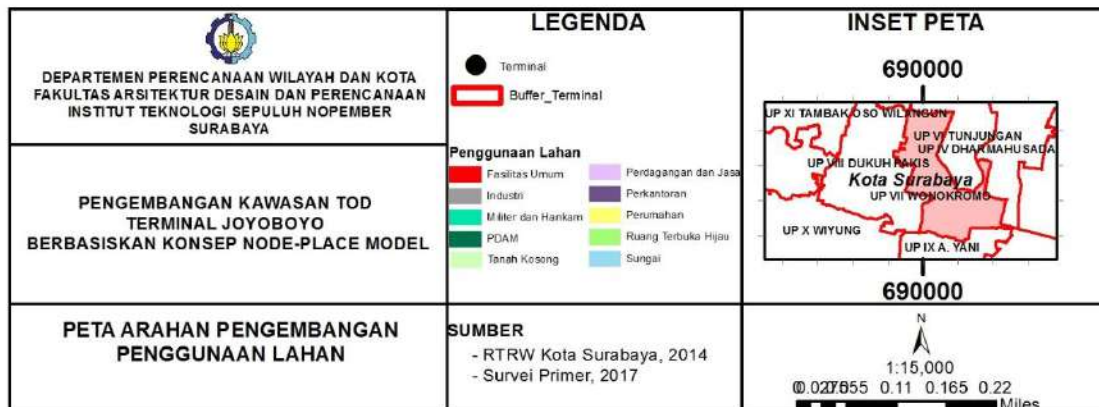 DEPARTEMEN PERENCANAAN WILAYAH DAN KOTA
FAKULTAS ARSITEKTUR DESAIN DAN PERENCANAAN
INSTITUT TEKNOLOGI SEPULUH NOPEMBER
SURABAYA
PENGEMBANGAN KAWASAN TOD
TERMINAL JOYOBOYO
BERBASISKAN KONSEP NODE-PLACE MODEL
PETA ARAHAN PENGEMBANGAN
PENGGUNAAN LAHAN
LEGENDA
Terminal
Buffer_Terminal
Penggunaan Lahan
Fasilitas Umum
Industri
Militer dan Hankam
PDAM
Tanah Kosong
Perdagangan dan Jasa
Perkantoran
Perumahan
Ruang Terbuka Hijau
Sungai
SUMBER
- RTRW Kota Surabaya, 2014
- Survei Primer, 2017
INSET PETA
690000
UP XI TAMBAK OSO WILANGUN
UP VI TUNJUNGAN
UP IV DHARMAHUSADA
UP VIII DUKUH PAKIS
Kota Surabaya
UP VII WONOKROMO
UP X WIYUNG
UP IX A. YANI
690000
N
1:15,000
0.11 0.165 0.22
Miles